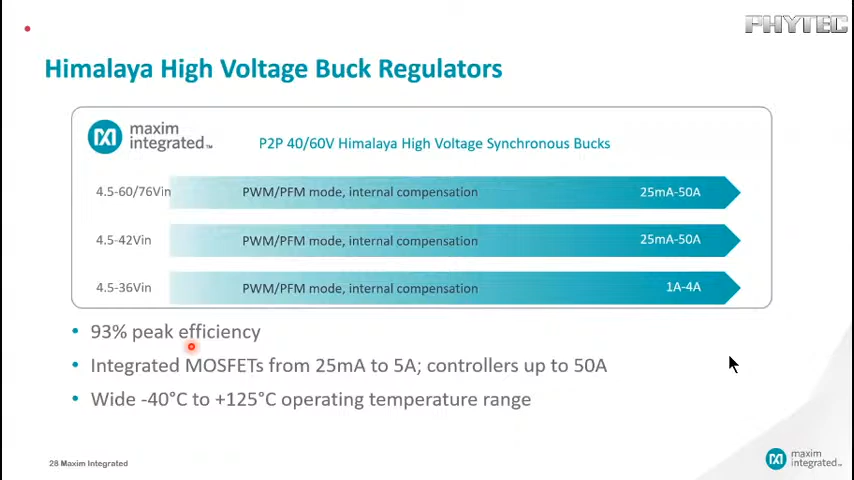 PHYTEC
Himalaya High Voltage Buck Regulators
maxim
integrated™
P2P 40/60V Himalaya High Voltage Synchronous Bucks
4.5-60/76Vin PWM/PFM mode, internal compensation 25mA-50A
4.5-42Vin PWM/PFM mode, internal compensation 25mA-50A
4.5-36Vin PWM/PFM mode, internal compensation 1A-4A
• 93% peak efficiency
• Integrated MOSFETs from 25mA to 5A; controllers up to 50A
• Wide -40°C to +125°C operating temperature range
28 Maxim Integrated
maxim
integrated™